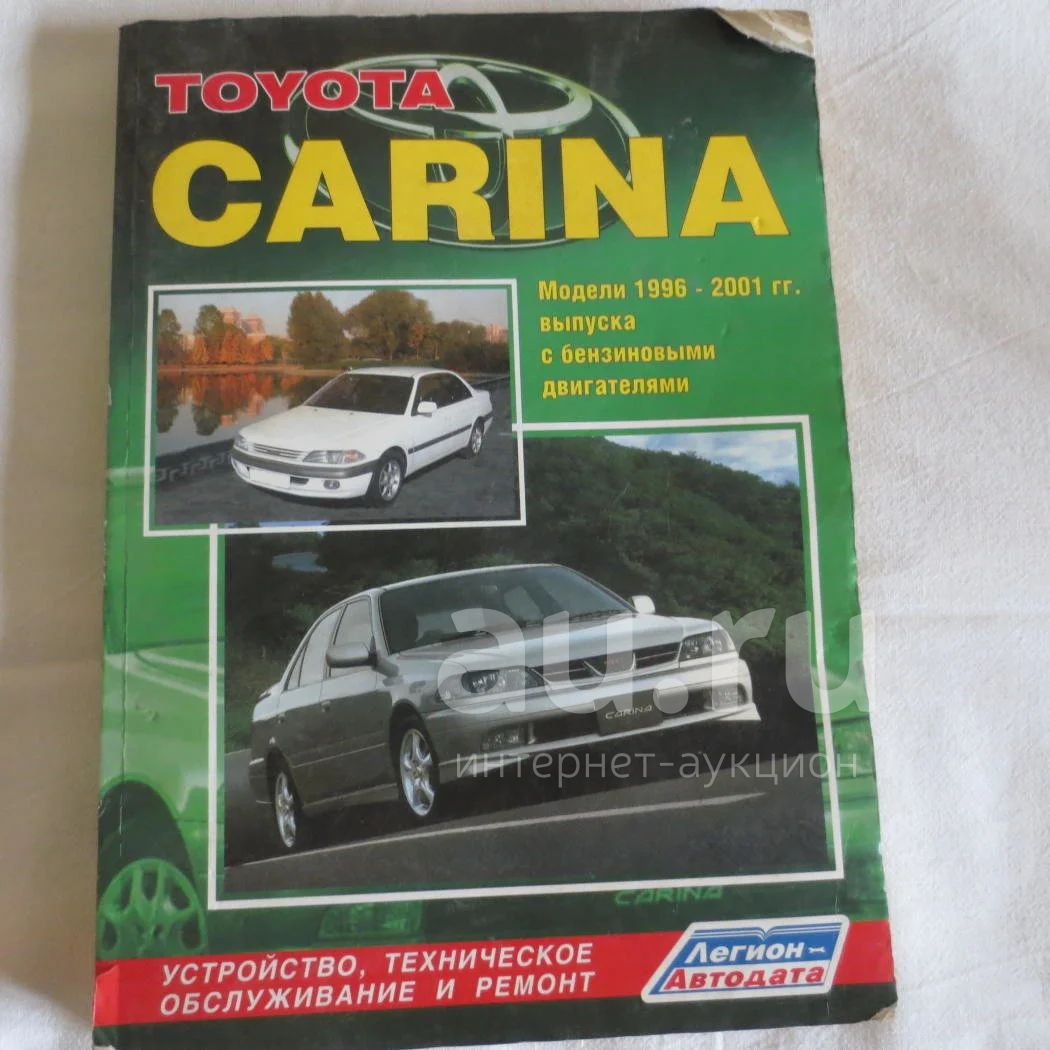 TOYOTA
CARINA
Модели 1996 - 2001 гг.
выпуска
с бензиновыми
двигателями
CARINA
au.ru
интернет-аукцион
CARINA
УСТРОЙСТВО, ТЕХНИЧЕСКОЕ
ОБСЛУЖИВАНИЕ И РЕМОНТ
Легион-
Автодата